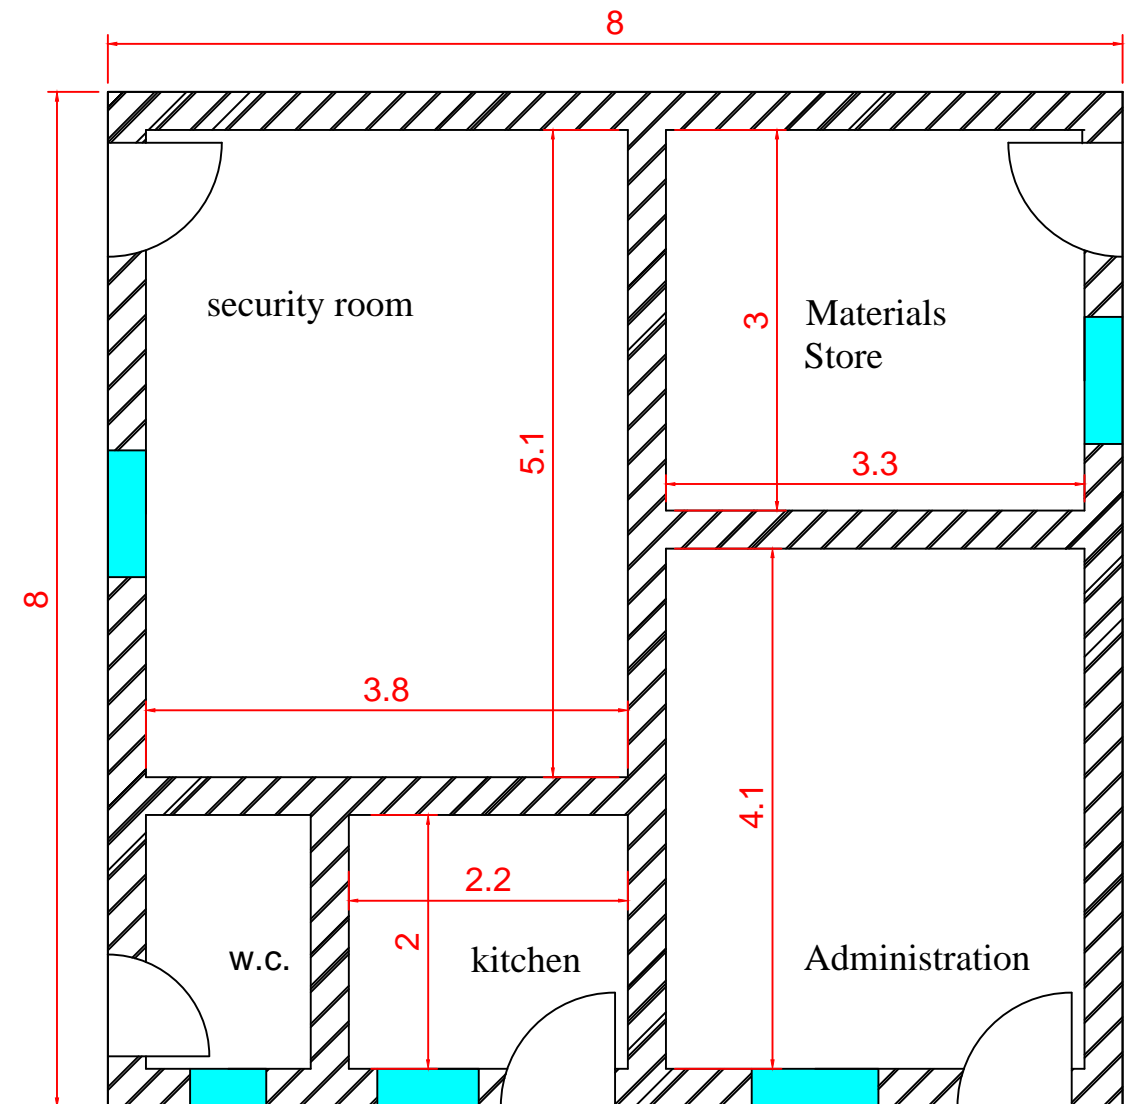 8
security room
Materials
Store
3
3.3
5.1
8
3.8
4.1
2.2
2
w.c.
kitchen
Administration